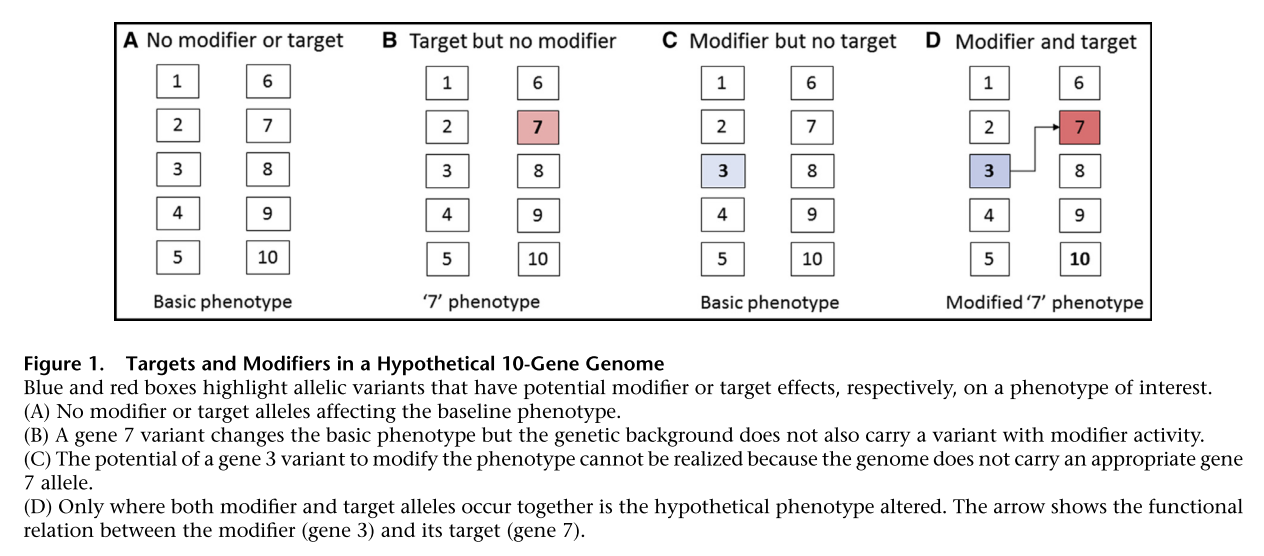 A No modifier or target
B Target but no modifier
C Modifier but no target
D Modifier and target
1 6
2 7
3 8
4 9
5 10
Basic phenotype
1 6
2 7
3 8
4 9
5 10
‘7’ phenotype
1 6
2 7
3 8
4 9
5 10
Basic phenotype
1 6
2 7
3 8
4 9
5 10
Modified ‘7’ phenotype
Figure 1. Targets and Modifiers in a Hypothetical 10-Gene Genome
Blue and red boxes highlight allelic variants that have potential modifier or target effects, respectively, on a phenotype of interest.
(A) No modifier or target alleles affecting the baseline phenotype.
(B) A gene 7 variant changes the basic phenotype but the genetic background does not also carry a variant with modifier activity.
(C) The potential of a gene 3 variant to modify the phenotype cannot be realized because the genome does not carry an appropriate gene
7 allele.
(D) Only where both modifier and target alleles occur together is the hypothetical phenotype altered. The arrow shows the functional
relation between the modifier (gene 3) and its target (gene 7).